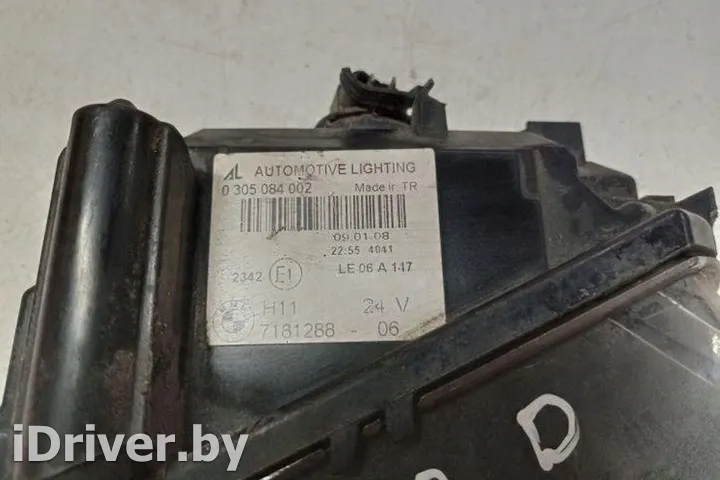 AL AUTOMOTIVE LIGHTING
0 305 084 002 Made in TR
09.01.08
22:55 4041
2342 E1 LE 06 A 147
BMW H11 24 V
7181288 - 06
D
iDriver.by